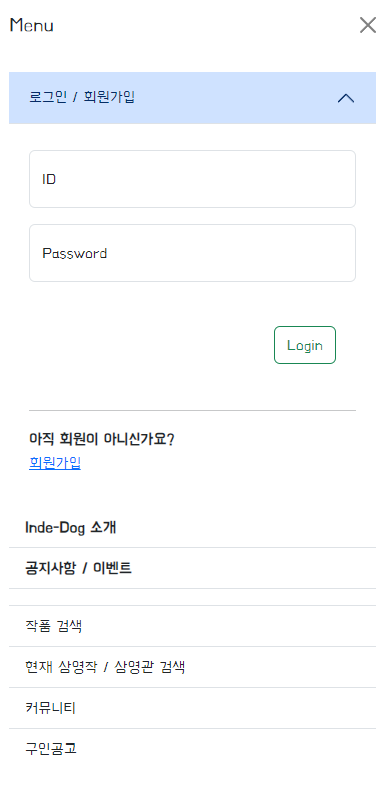 Menu
로그인 / 회원가입
ID
Password
Login
아직 회원이 아니신가요?
회원가입
Inde-Dog 소개
공지사항 / 이벤트
작품 검색
현재 상영작 / 상영관 검색
커뮤니티
구인공고